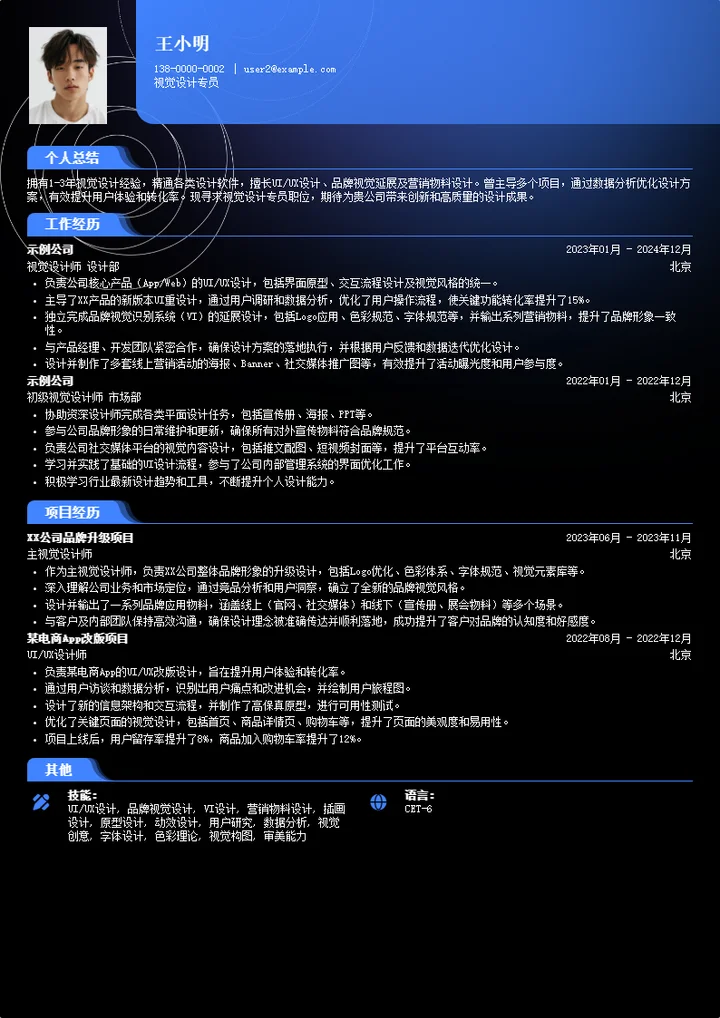 王小明
138-0000-0002 | user2@example.com
视觉设计专员
个人总结
拥有1-3年视觉设计经验，精通各类设计软件，擅长UI/UX设计、品牌视觉延展及营销物料设计。曾主导多个项目，通过数据分析优化设计方
案，有效提升用户体验和转化率。现寻求视觉设计专员职位，期待为贵公司带来创新和高质量的设计成果。
工作经历
示例公司 2023年01月 - 2024年12月
视觉设计师 设计部 北京
• 负责公司核心产品（App/Web）的UI/UX设计，包括界面原型、交互流程设计及视觉风格的统一。
• 主导了XX产品的新版本UI重设计，通过用户调研和数据分析，优化了用户操作流程，使关键功能转化率提升了15%。
• 独立完成品牌视觉识别系统（VI）的延展设计，包括Logo应用、色彩规范、字体规范等，并输出系列营销物料，提升了品牌形象一致
性。
• 与产品经理、开发团队紧密合作，确保设计方案的落地执行，并根据用户反馈和数据迭代优化设计。
• 设计并制作了多套线上营销活动的海报、Banner、社交媒体推广图等，有效提升了活动曝光度和用户参与度。
示例公司 2022年01月 - 2022年12月
初级视觉设计师 市场部 北京
• 协助资深设计师完成各类平面设计任务，包括宣传册、海报、PPT等。
• 参与公司品牌形象的日常维护和更新，确保所有对外宣传物料符合品牌规范。
• 负责公司社交媒体平台的视觉内容设计，包括推文配图、短视频封面等，提升了平台互动率。
• 学习并实践了基础的UI设计流程，参与了公司内部管理系统的界面优化工作。
• 积极学习行业最新设计趋势和工具，不断提升个人设计能力。
项目经历
XX公司品牌升级项目 2023年06月 - 2023年11月
主视觉设计师 北京
• 作为主视觉设计师，负责XX公司整体品牌形象的升级设计，包括Logo优化、色彩体系、字体规范、视觉元素库等。
• 深入理解公司业务和市场定位，通过竞品分析和用户洞察，确立了全新的品牌视觉风格。
• 设计并输出了一系列品牌应用物料，涵盖线上（官网、社交媒体）和线下（宣传册、展会物料）等多个场景。
• 与客户及内部团队保持高效沟通，确保设计理念被准确传达并顺利落地，成功提升了客户对品牌的认知度和好感度。
某电商App改版项目 2022年08月 - 2022年12月
UI/UX设计师 北京
• 负责某电商App的UI/UX改版设计，旨在提升用户体验和转化率。
• 通过用户访谈和数据分析，识别出用户痛点和改进机会，并绘制用户旅程图。
• 设计了新的信息架构和交互流程，并制作了高保真原型，进行可用性测试。
• 优化了关键页面的视觉设计，包括首页、商品详情页、购物车等，提升了页面的美观度和易用性。
• 项目上线后，用户留存率提升了8%，商品加入购物车率提升了12%。
其他
技能：
UI/UX设计, 品牌视觉设计, VI设计, 营销物料设计, 插画
设计, 原型设计, 动效设计, 用户研究, 数据分析, 视觉
创意, 字体设计, 色彩理论, 视觉构图, 审美能力
语言：
CET-6